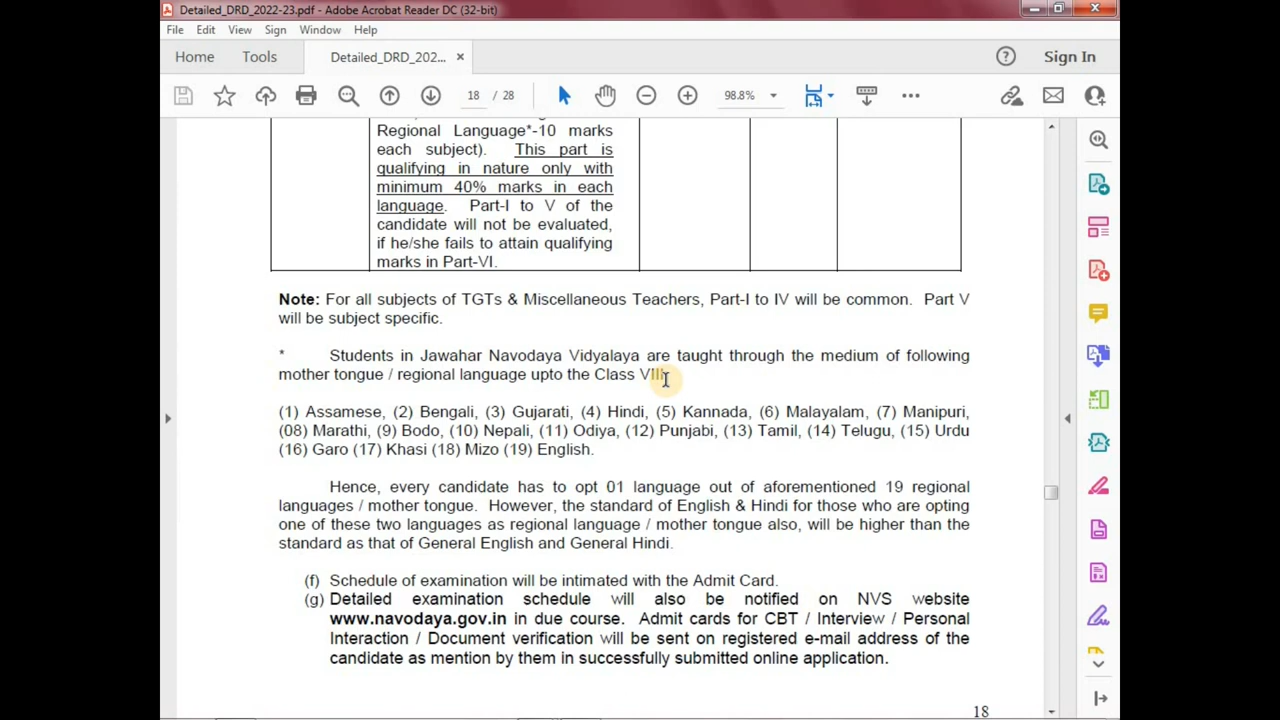 Detailed_DRD_2022-23.pdf - Adobe Acrobat Reader DC (32-bit)
File Edit View Sign Window Help
Home Tools Detailed_DRD_202... × Sign In
18 / 28 98.8%
Regional Language*-10 marks
each subject). This part is
qualifying in nature only with
minimum 40% marks in each
language. Part-I to V of the
candidate will not be evaluated,
if he/she fails to attain qualifying
marks in Part-VI.
Note: For all subjects of TGTs & Miscellaneous Teachers, Part-I to IV will be common. Part V
will be subject specific.
* Students in Jawahar Navodaya Vidyalaya are taught through the medium of following
mother tongue / regional language upto the Class VIII
(1) Assamese, (2) Bengali, (3) Gujarati, (4) Hindi, (5) Kannada, (6) Malayalam, (7) Manipuri,
(08) Marathi, (9) Bodo, (10) Nepali, (11) Odiya, (12) Punjabi, (13) Tamil, (14) Telugu, (15) Urdu
(16) Garo (17) Khasi (18) Mizo (19) English.
Hence, every candidate has to opt 01 language out of aforementioned 19 regional
languages / mother tongue. However, the standard of English & Hindi for those who are opting
one of these two languages as regional language / mother tongue also, will be higher than the
standard as that of General English and General Hindi.
(f) Schedule of examination will be intimated with the Admit Card.
(g) Detailed examination schedule will also be notified on NVS website
www.navodaya.gov.in in due course. Admit cards for CBT / Interview / Personal
Interaction / Document verification will be sent on registered e-mail address of the
candidate as mention by them in successfully submitted online application.
18